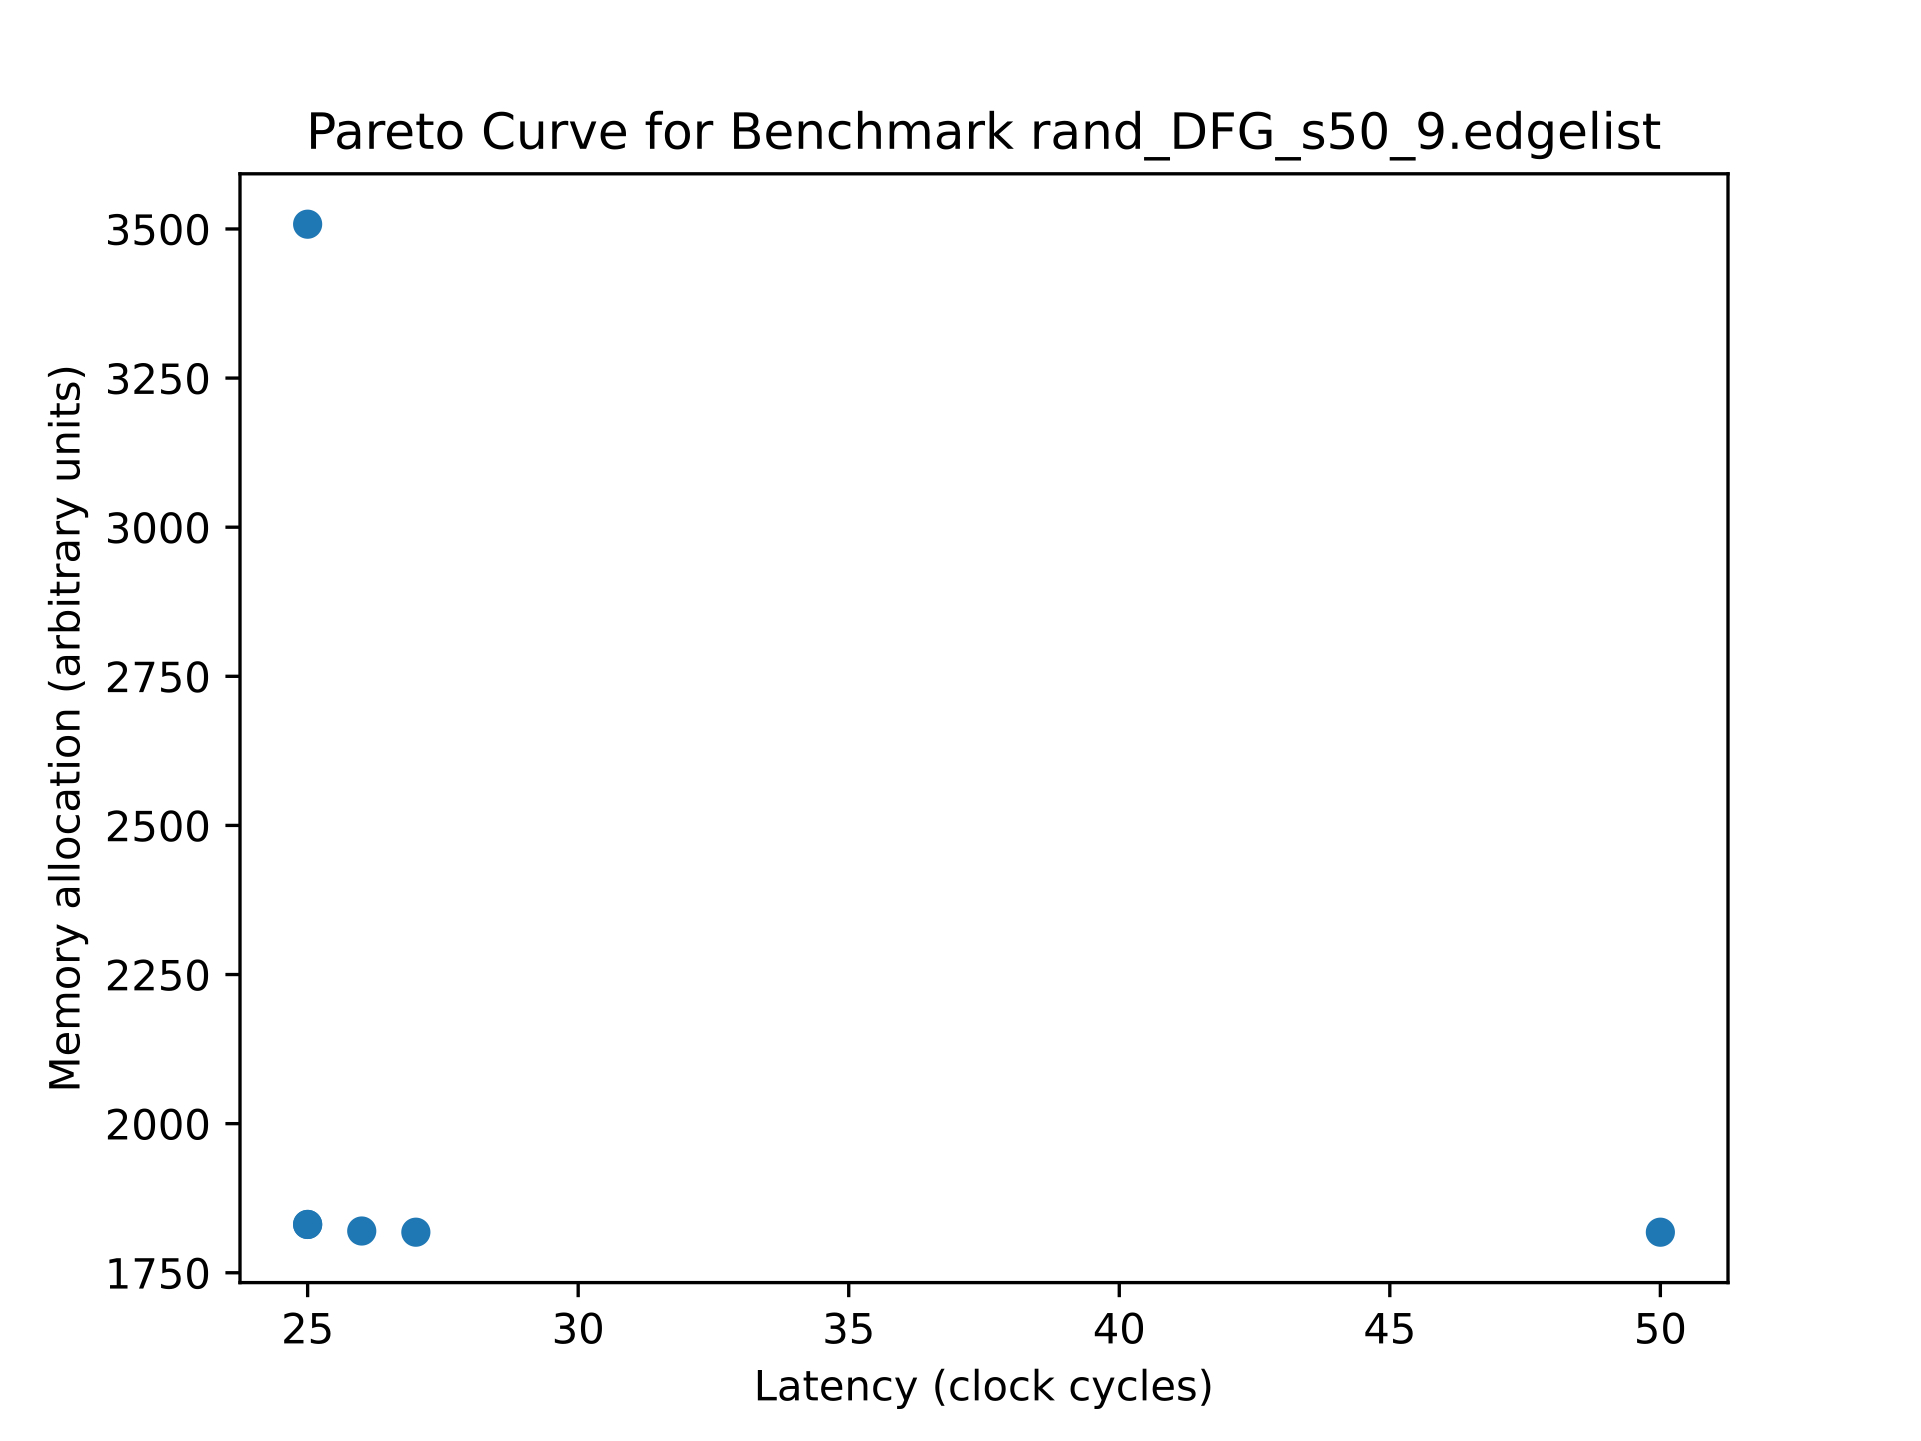 Pareto Curve for Benchmark rand_DFG_s50_9.edgelist
Memory allocation (arbitrary units)
3500
3250
3000
2750
2500
2250
2000
1750
25 30 35 40 45 50
Latency (clock cycles)